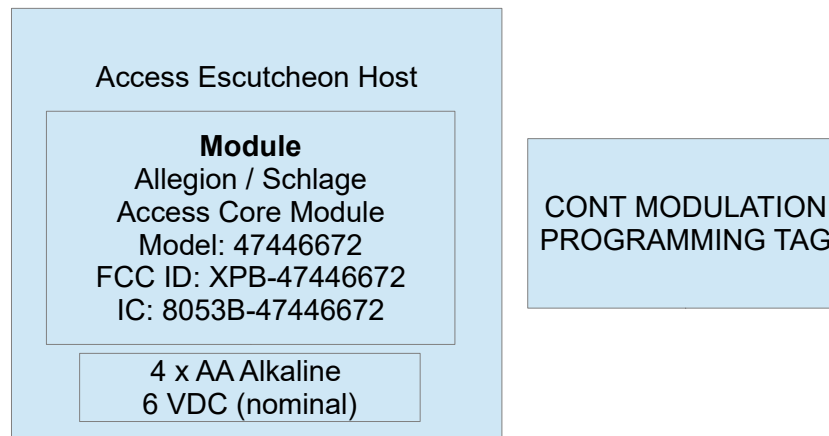 Access Escutcheon Host
Module
Allegion / Schlage
Access Core Module
Model: 47446672
FCC ID: XPB-47446672
IC: 8053B-47446672
4 x AA Alkaline
6 VDC (nominal)
CONT MODULATION
PROGRAMMING TAG